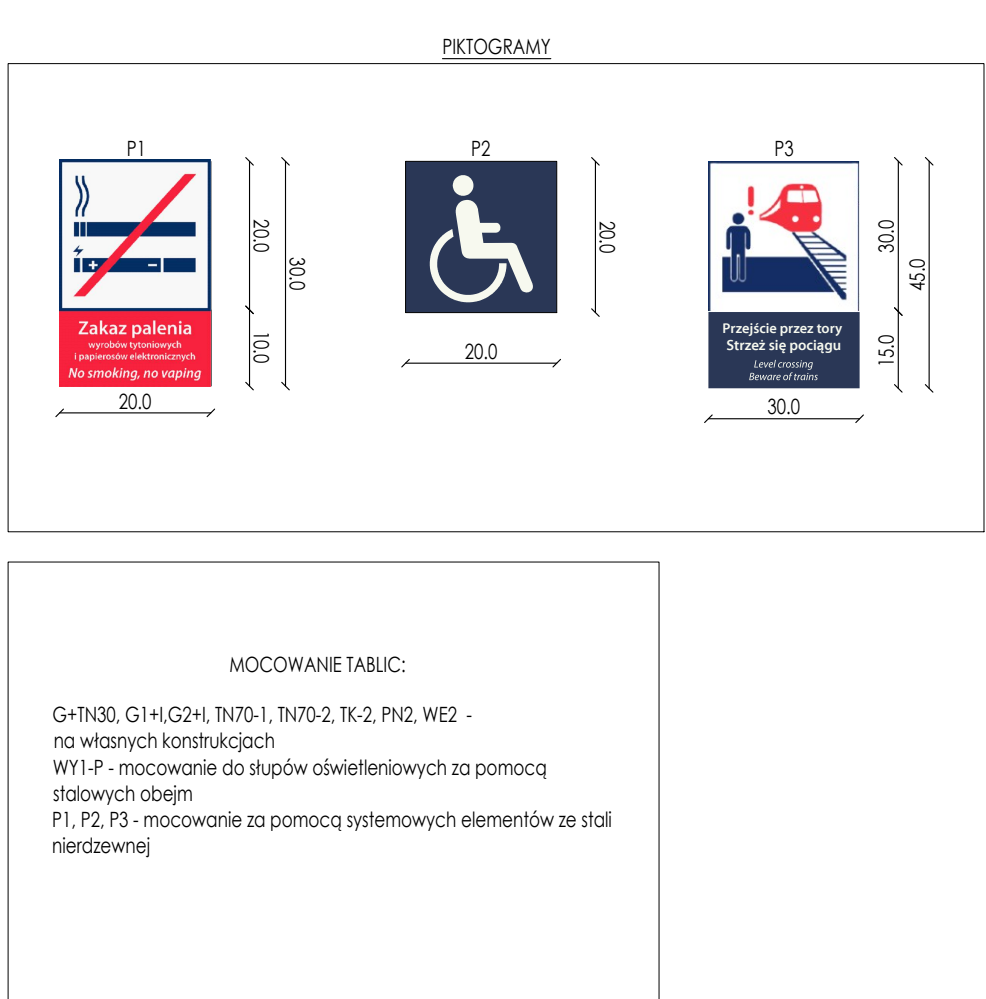 PIKTOGRAMY
P1
Zakaz palenia
wyrobów tytoniowych
i papierosów elektronicznych
No smoking, no vaping
20.0
10.0
30.0
20.0
P2
20.0
20.0
P3
Przejście przez tory
Strzeż się pociągu
Level crossing
Beware of trains
30.0
15.0
45.0
30.0
MOCOWANIE TABLIC:
G+TN30, G1+I,G2+I, TN70-1, TN70-2, TK-2, PN2, WE2 -
na własnych konstrukcjach
WY1-P - mocowanie do słupów oświetleniowych za pomocą
stalowych obejm
P1, P2, P3 - mocowanie za pomocą systemowych elementów ze stali
nierdzewnej